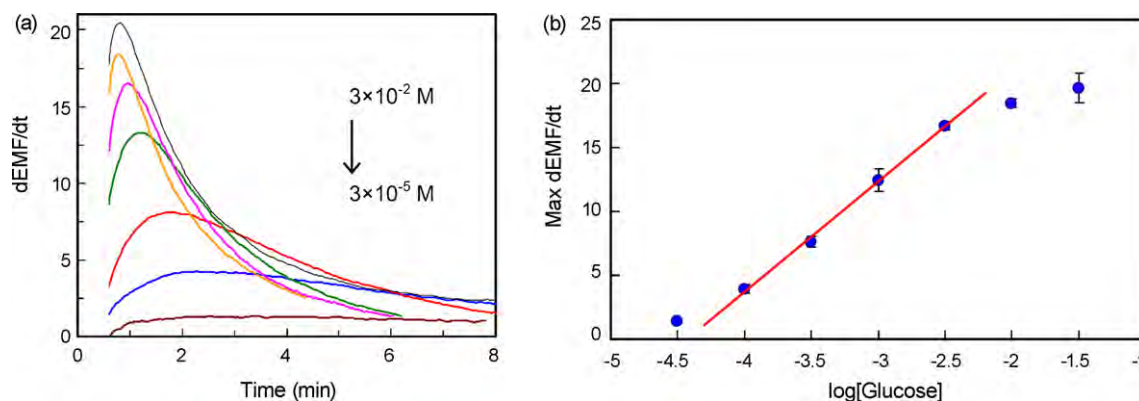 (a)
dEMF/dt
20
15
10
5
0
3×10⁻² M
3×10⁻⁵ M
0 2 4 6 8
Time (min)
(b)
Max dEMF/dt
25
20
15
10
5
0
-5 -4.5 -4 -3.5 -3 -2.5 -2 -1.5 -1
log[Glucose]